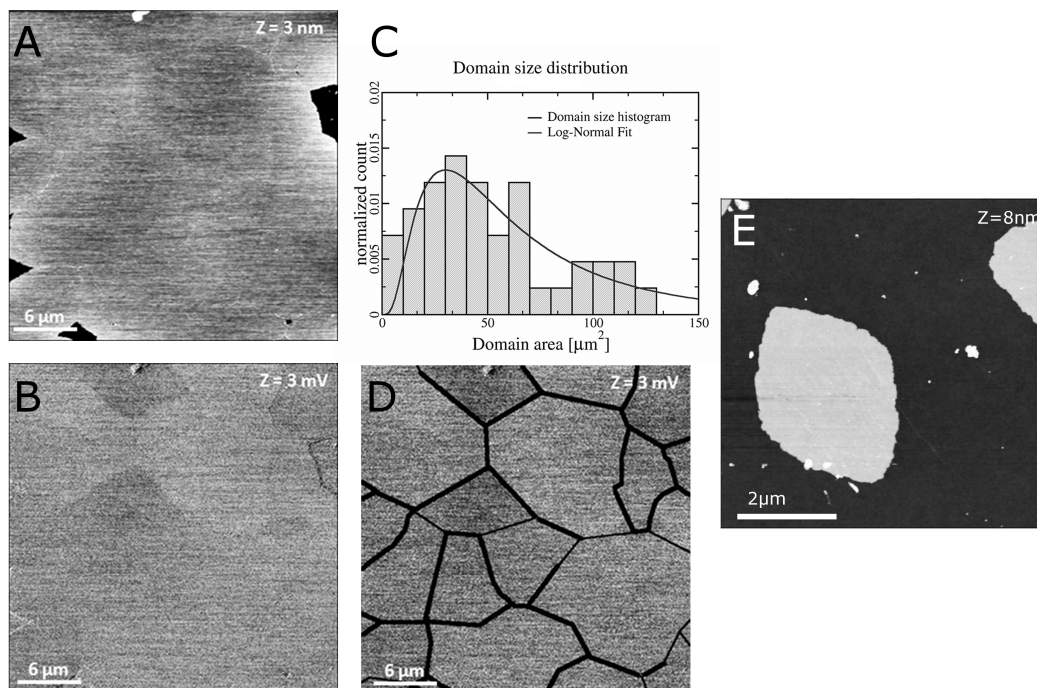 A
Z = 3 nm
6 μm
B
Z = 3 mV
6 μm
C
Domain size distribution
normalized count
0.02
0.015
0.01
0.005
0
Domain size histogram
Log-Normal Fit
0
50
100
150
Domain area [μm²]
D
Z = 3 mV
6 μm
E
Z=8nm
2μm